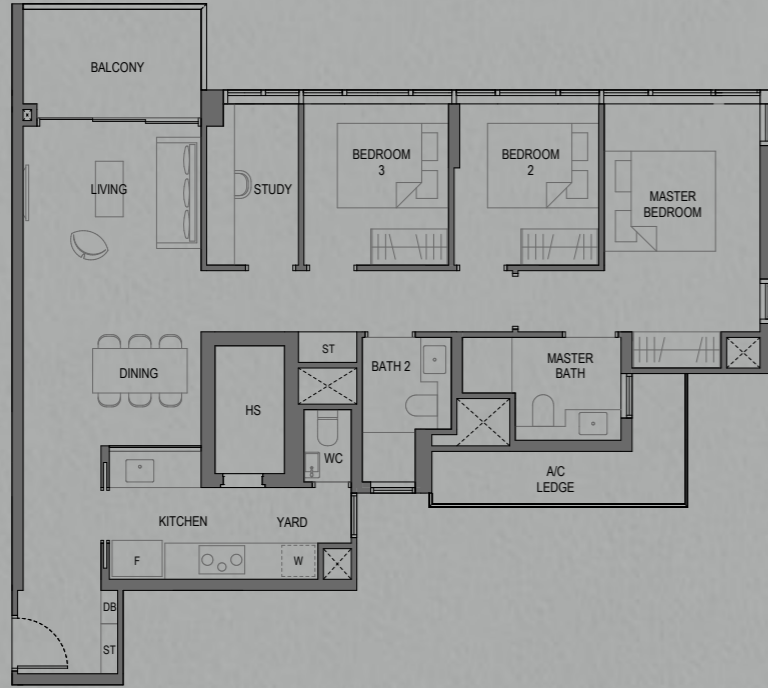 BALCONY
LIVING
STUDY
BEDROOM
3
BEDROOM
2
MASTER
BEDROOM
DINING
ST
HS
BATH 2
MASTER
BATH
WC
A/C
LEDGE
KITCHEN
YARD
F
W
DB
ST